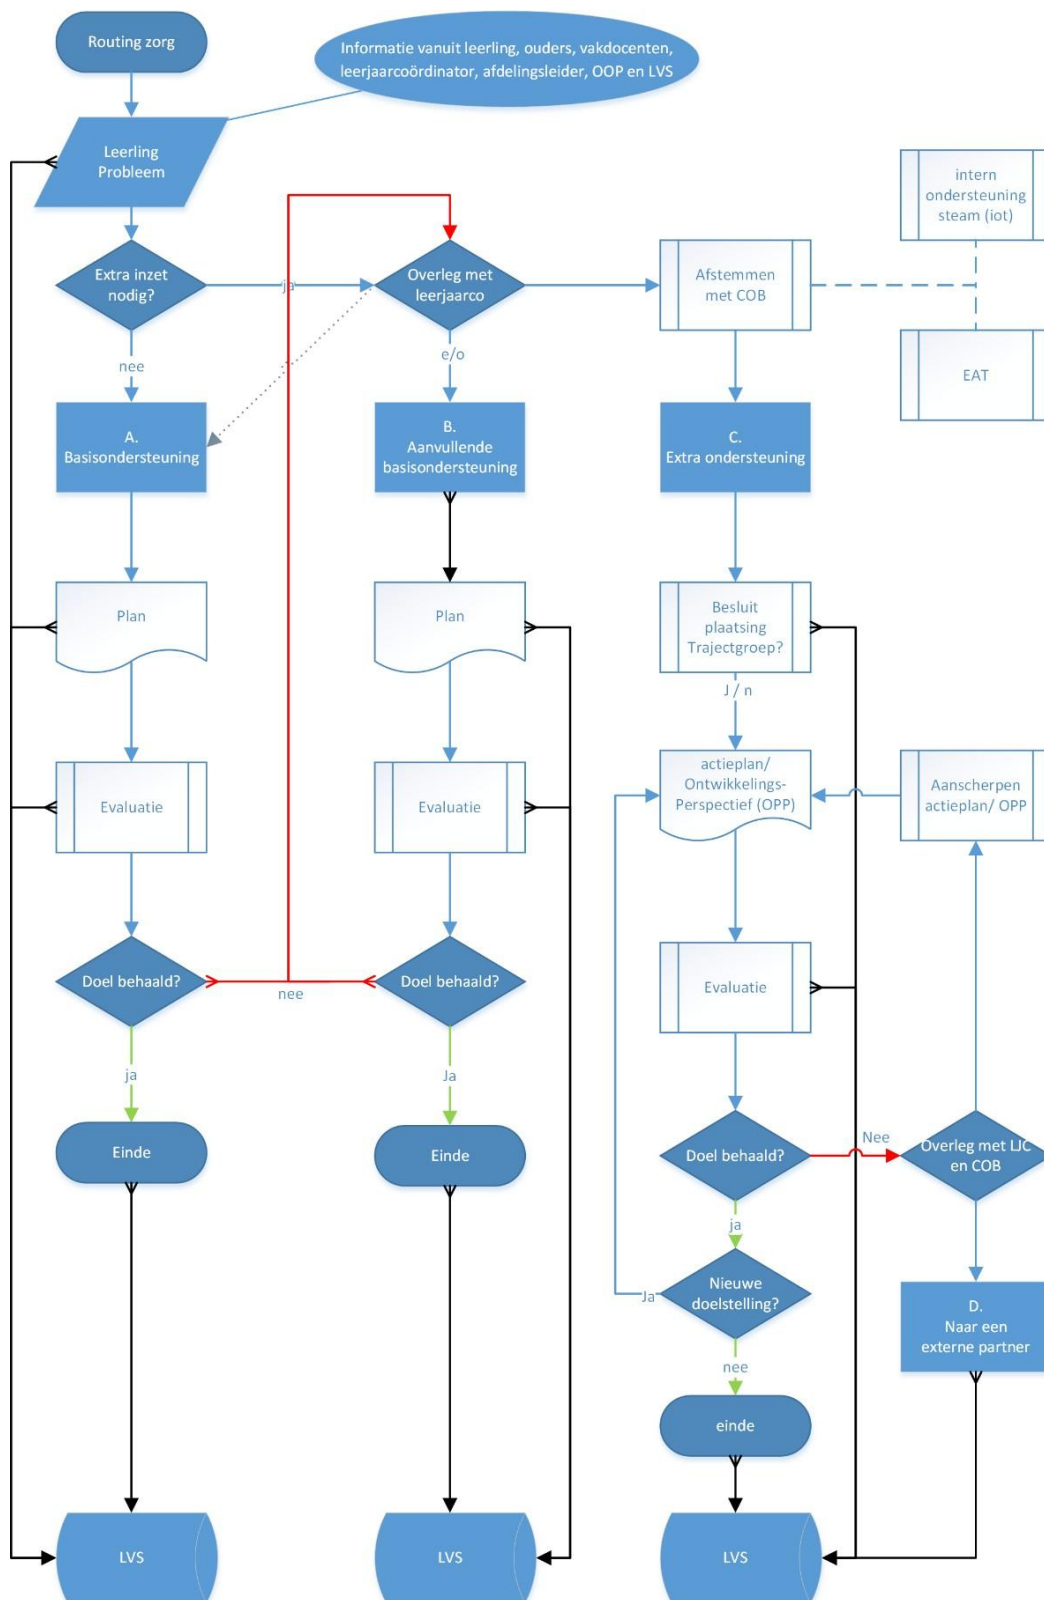 Routing zorg
Informatie vanuit leerling, ouders, vakdocenten,
leerjaarcoördinator, afdelingsleider, OOP en LVS
Leerling
Probleem
intern
ondersteuning
steam (iot)
Extra inzet
nodig?
ja
Overleg met
leerjaarco
Afstemmen
met COB
nee
e/o
EAT
A.
Basisondersteuning
B.
Aanvullende
basisondersteuning
C.
Extra ondersteuning
Plan
Plan
Besluit
plaatsing
Trajectgroep?
J / n
Evaluatie
Evaluatie
actieplan/
Ontwikkelings-
Perspectief (OPP)
Aanscherpen
actieplan/ OPP
Doel behaald?
nee
Doel behaald?
Evaluatie
ja
Ja
Einde
Einde
Doel behaald?
Nee
Overleg met LJC
en COB
ja
Nieuwe
doelstelling?
Ja
D.
Naar een
externe partner
nee
einde
LVS
LVS
LVS